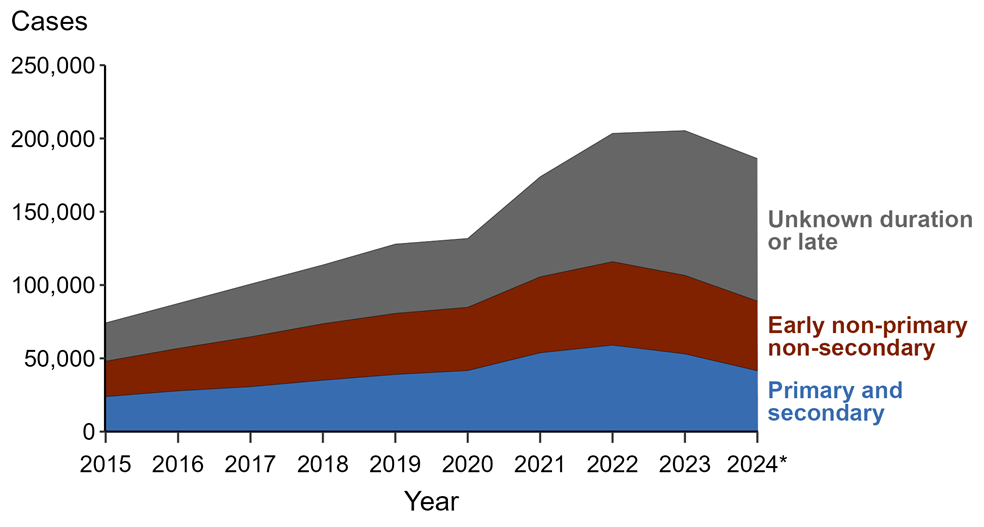 Cases
250,000
200,000
150,000
100,000
50,000
0
Unknown duration
or late
Early non-primary
non-secondary
Primary and
secondary
2015 2016 2017 2018 2019 2020 2021 2022 2023 2024*
Year